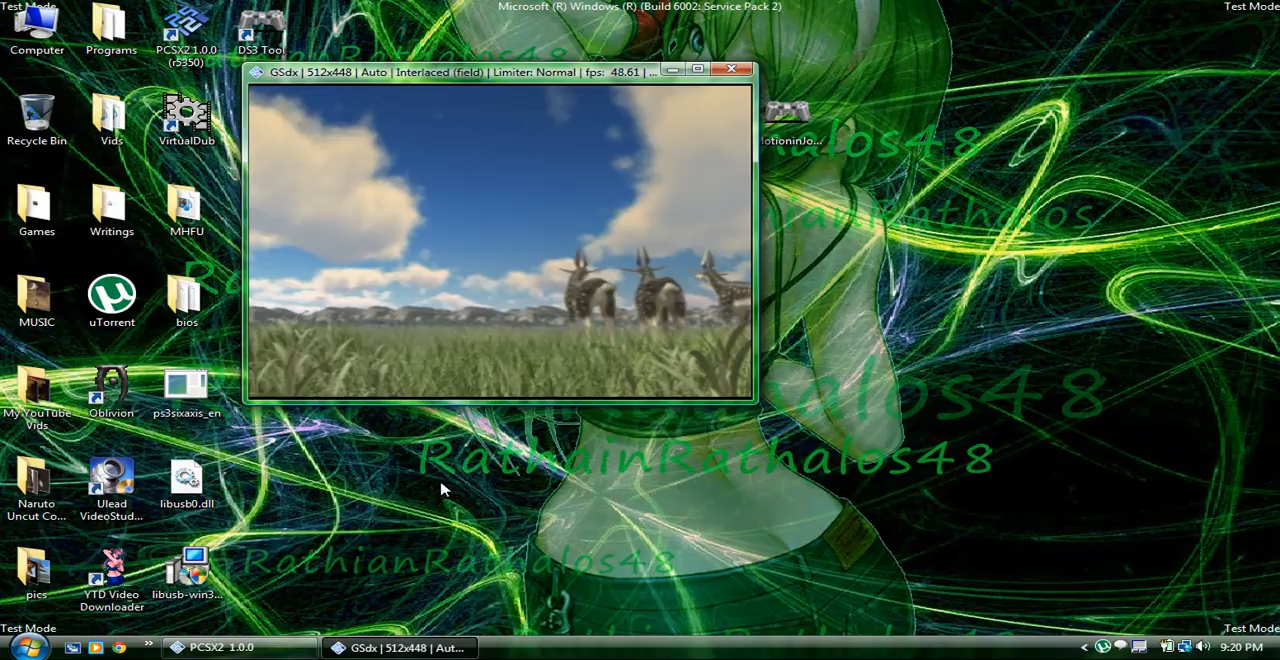 Test Mode
Microsoft (R) Windows (R) (Build 6002: Service Pack 2)
Test Mode
Computer
Programs
PCSX2 1.0.0
(r5350)
DS3 Tool
GSdx | 512x448 | Auto | Interlaced (field) | Limiter: Normal | fps: 48.61 | ...
Recycle Bin
Vids
VirtualDub
MotioninJo...
Games
Writings
MHFU
MUSIC
uTorrent
bios
My YouTube
Vids
Oblivion
ps3sixaxis_en
RathainRathalos48
Naruto
Uncut Co...
Ulead
VideoStud...
libusb0.dll
RathianRathalos48
pics
YTD Video
Downloader
libusb-win3...
Test Mode
Test Mode
PCSX2 1.0.0
GSdx | 512x448 | Aut...
9:20 PM